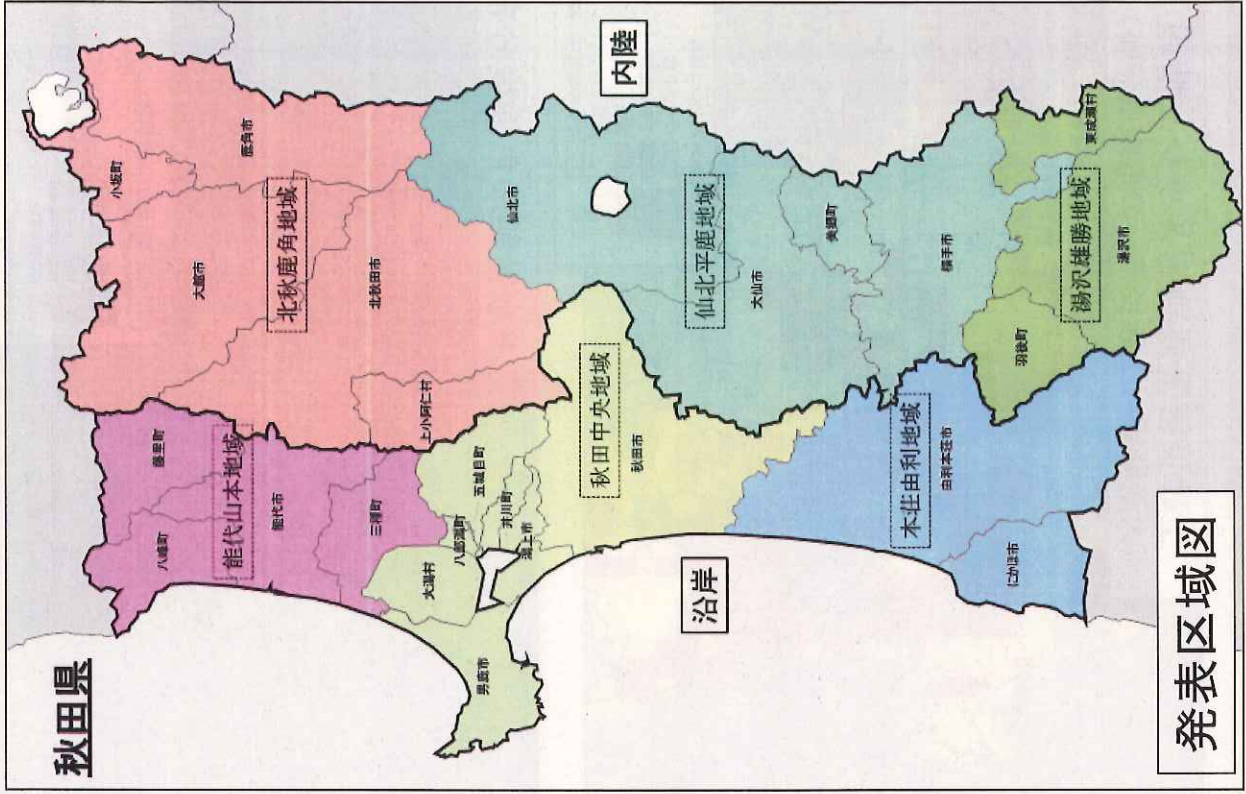 秋田県
八峰町
藤里町
能代山本地域
能代市
三種町
小坂町
鹿角市
大館市
北秋鹿角地域
北秋田市
上小阿仁村
大潟村
男鹿市
八郎潟町
五城目町
井川町
潟上市
秋田中央地域
秋田市
仙北市
仙北平鹿地域
大仙市
美郷町
横手市
内陸
沿岸
本荘由利地域
由利本荘市
にかほ市
羽後町
湯沢雄勝地域
湯沢市
東成瀬村
発表区域図